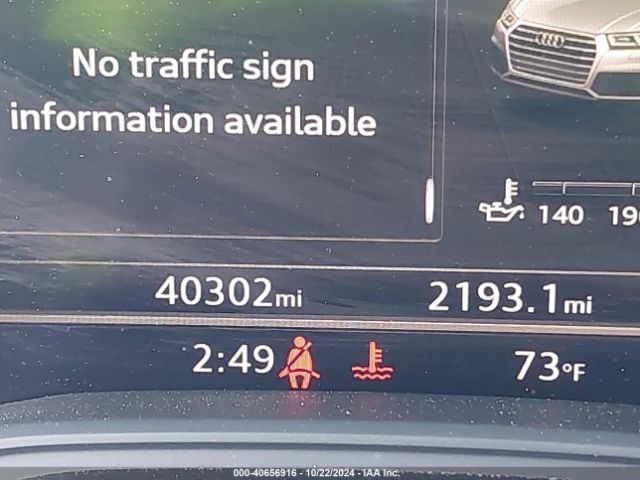 No traffic sign
information available
140 190
40302mi 2193.1mi
2:49 73°F
000-40656916 - 10/22/2024 - IAA Inc.